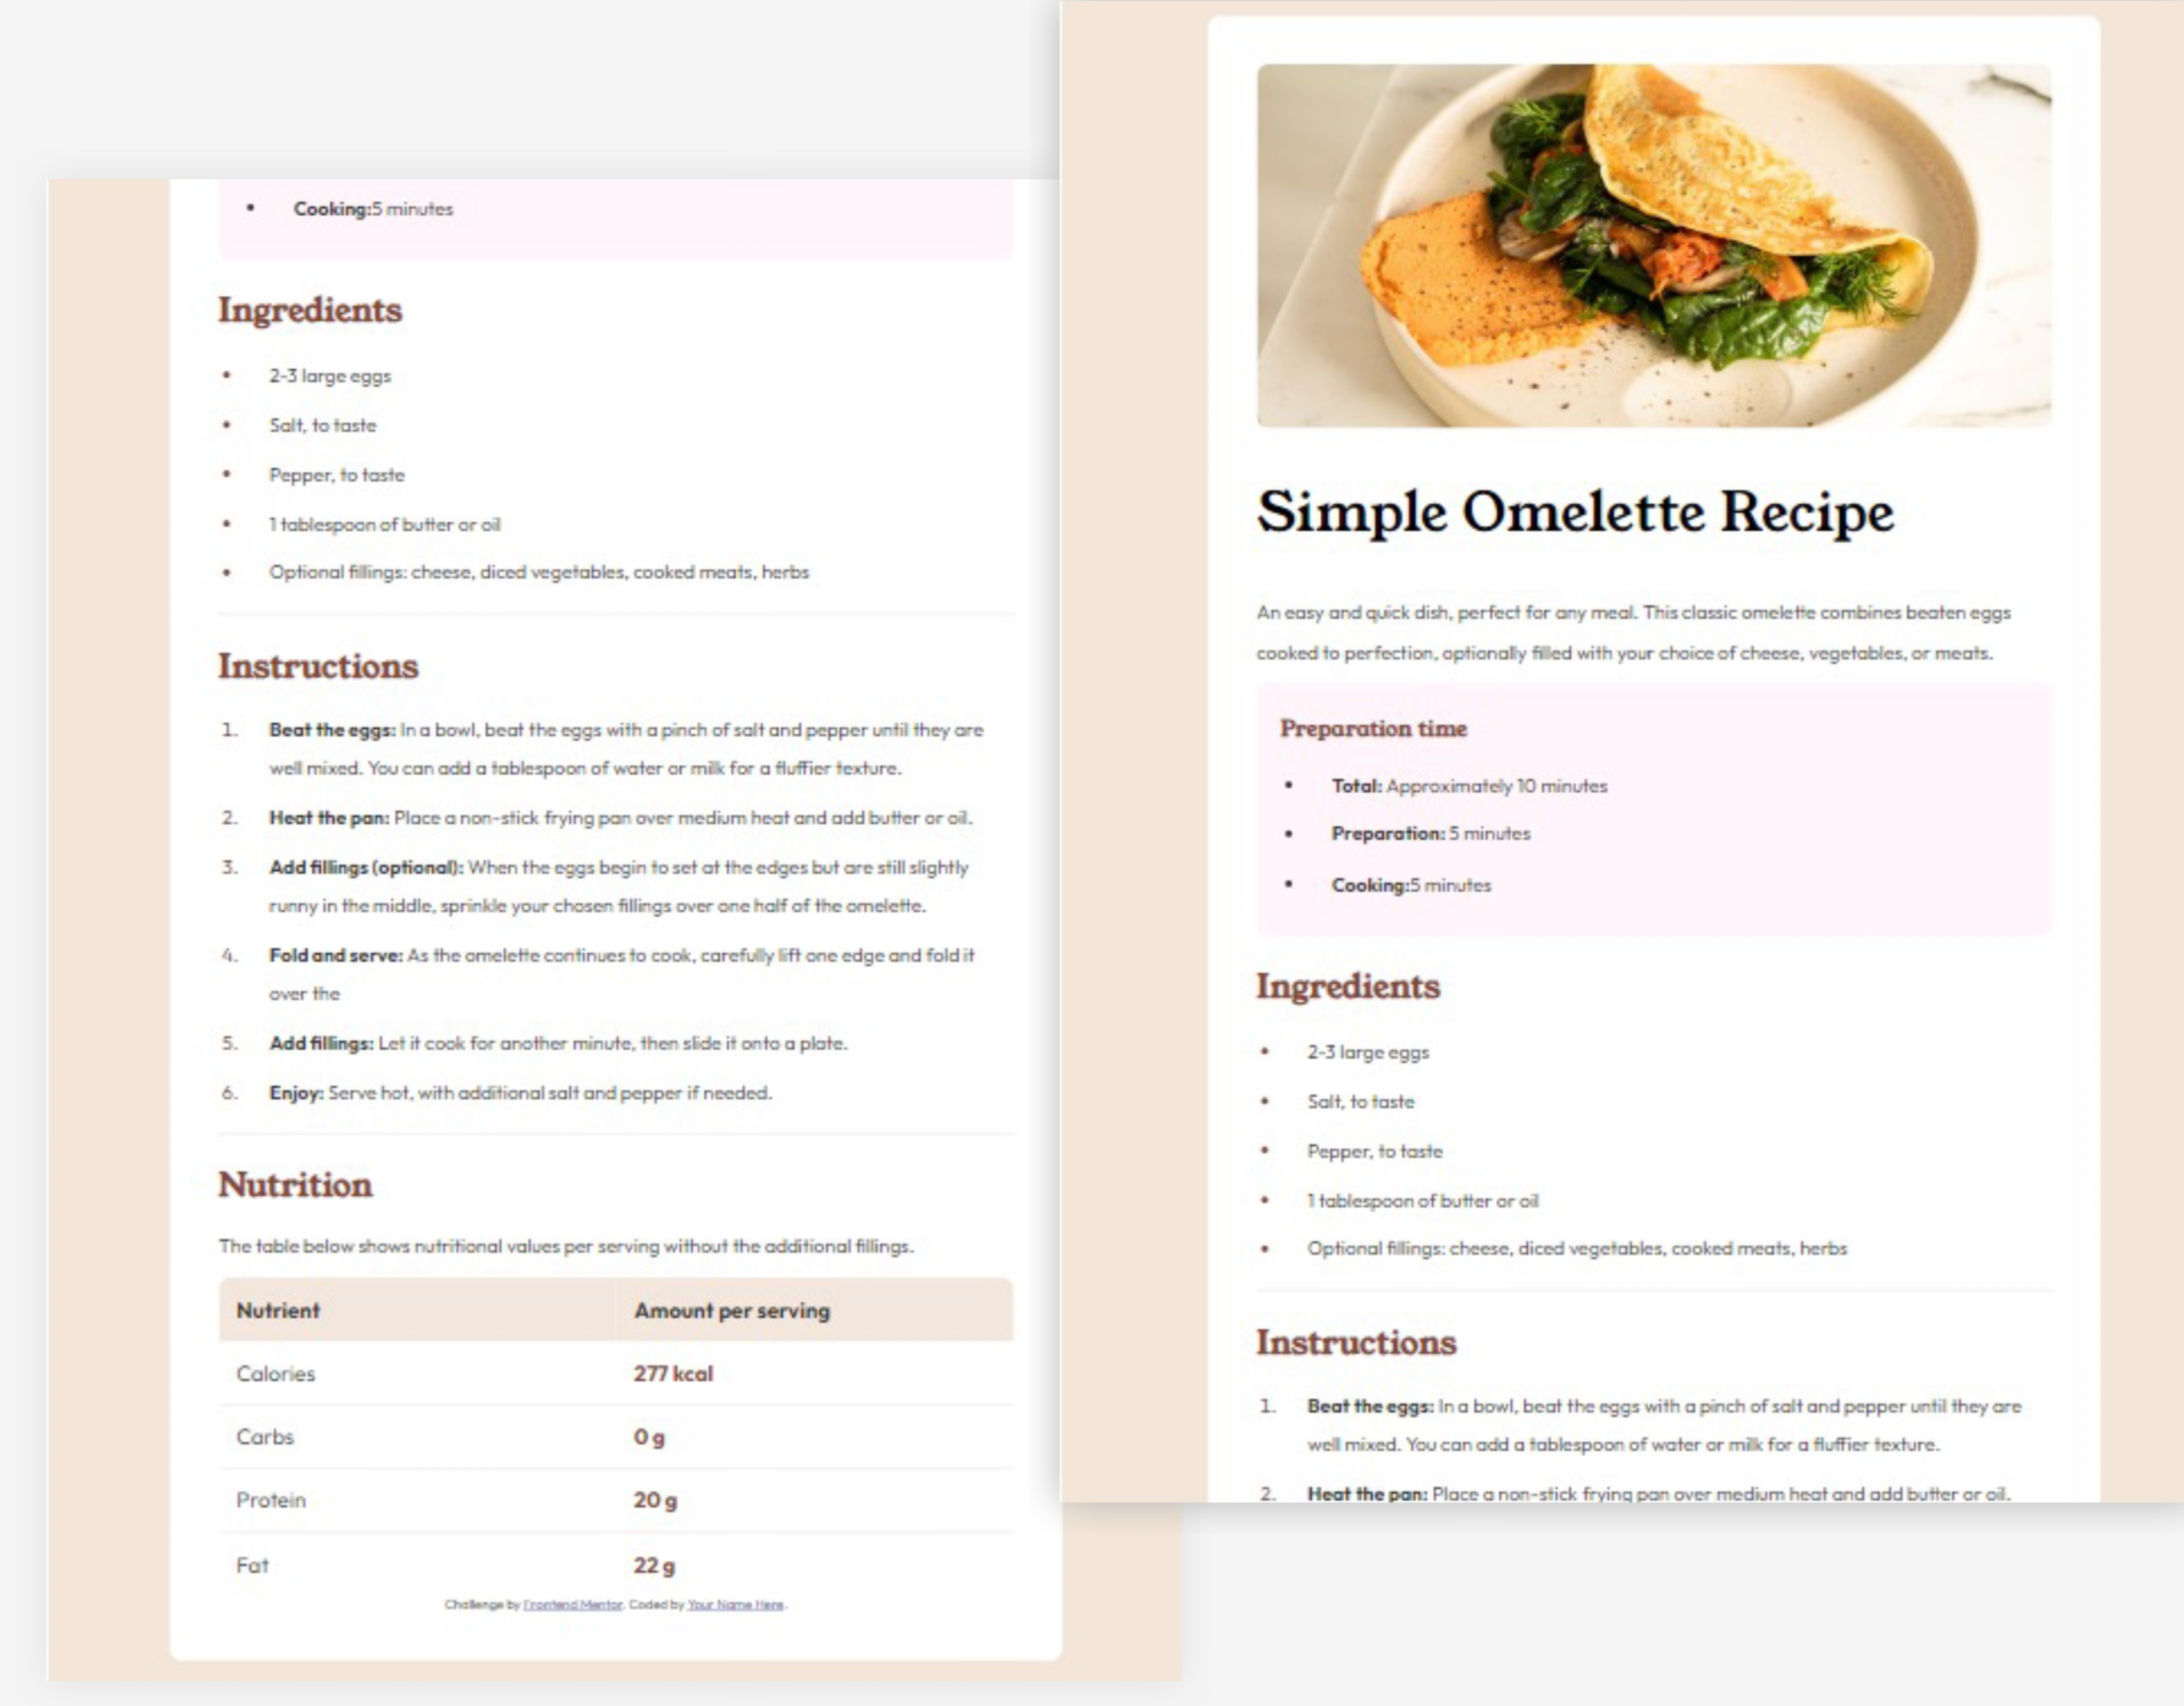 Cooking:5 minutes
Ingredients
2-3 large eggs
Salt, to taste
Pepper, to taste
1 tablespoon of butter or oil
Optional fillings: cheese, diced vegetables, cooked meats, herbs
Instructions
1. Beat the eggs: In a bowl, beat the eggs with a pinch of salt and pepper until they are
well mixed. You can add a tablespoon of water or milk for a fluffier texture.
2. Heat the pan: Place a non-stick frying pan over medium heat and add butter or oil.
3. Add fillings (optional): When the eggs begin to set at the edges but are still slightly
runny in the middle, sprinkle your chosen fillings over one half of the omelette.
4. Fold and serve: As the omelette continues to cook, carefully lift one edge and fold it
over the
5. Add fillings: Let it cook for another minute, then slide it onto a plate.
6. Enjoy: Serve hot, with additional salt and pepper if needed.
Nutrition
The table below shows nutritional values per serving without the additional fillings.
Nutrient Amount per serving
Calories 277 kcal
Carbs 0 g
Protein 20 g
Fat 22 g
Challenge by Frontend Mentor. Coded by Your Name Here.
Simple Omelette Recipe
An easy and quick dish, perfect for any meal. This classic omelette combines beaten eggs
cooked to perfection, optionally filled with your choice of cheese, vegetables, or meats.
Preparation time
Total: Approximately 10 minutes
Preparation: 5 minutes
Cooking:5 minutes
Ingredients
2-3 large eggs
Salt, to taste
Pepper, to taste
1 tablespoon of butter or oil
Optional fillings: cheese, diced vegetables, cooked meats, herbs
Instructions
1. Beat the eggs: In a bowl, beat the eggs with a pinch of salt and pepper until they are
well mixed. You can add a tablespoon of water or milk for a fluffier texture.
2. Heat the pan: Place a non-stick frying pan over medium heat and add butter or oil.